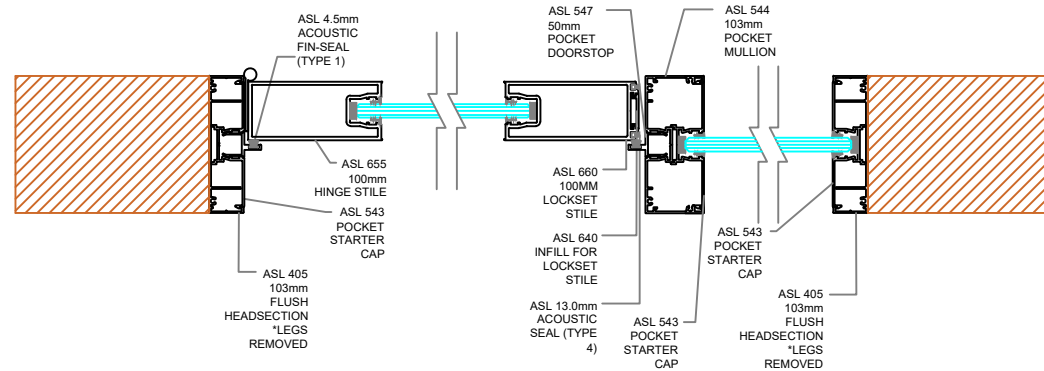 ASL 4.5mm
ACOUSTIC
FIN-SEAL
(TYPE 1)
ASL 547
50mm
POCKET
DOORSTOP
ASL 544
103mm
POCKET
MULLION
ASL 655
100mm
HINGE STILE
ASL 543
POCKET
STARTER
CAP
ASL 405
103mm
FLUSH
HEADSECTION
*LEGS
REMOVED
ASL 660
100MM
LOCKSET
STILE
ASL 640
INFILL FOR
LOCKSET
STILE
ASL 13.0mm
ACOUSTIC
SEAL (TYPE
4)
ASL 543
POCKET
STARTER
CAP
ASL 543
POCKET
STARTER
CAP
ASL 405
103mm
FLUSH
HEADSECTION
*LEGS
REMOVED